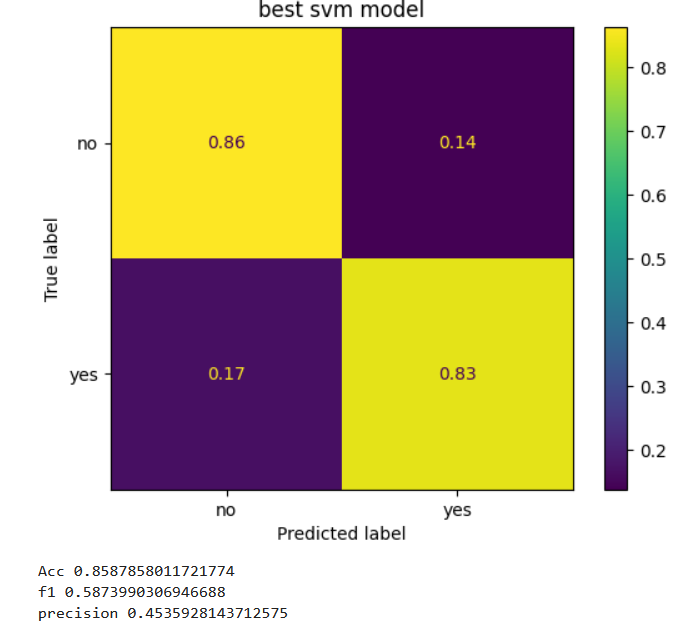 best svm model
0.8
no
0.86
0.14
0.7
0.6
True label
0.5
0.4
yes
0.17
0.83
0.3
0.2
no
yes
Predicted label
Acc 0.8587858011721774
f1 0.5873990306946688
precision 0.4535928143712575